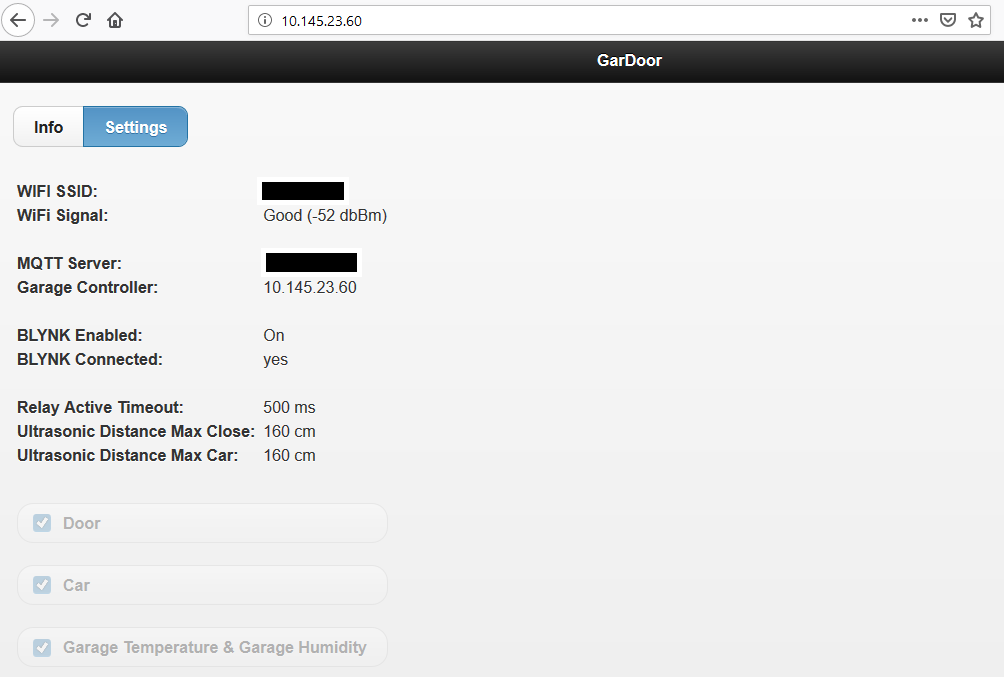 10.145.23.60
GarDoor
Info Settings
WIFI SSID:
WiFi Signal: Good (-52 dbBm)
MQTT Server:
Garage Controller: 10.145.23.60
BLYNK Enabled: On
BLYNK Connected: yes
Relay Active Timeout: 500 ms
Ultrasonic Distance Max Close: 160 cm
Ultrasonic Distance Max Car: 160 cm
Door
Car
Garage Temperature & Garage Humidity